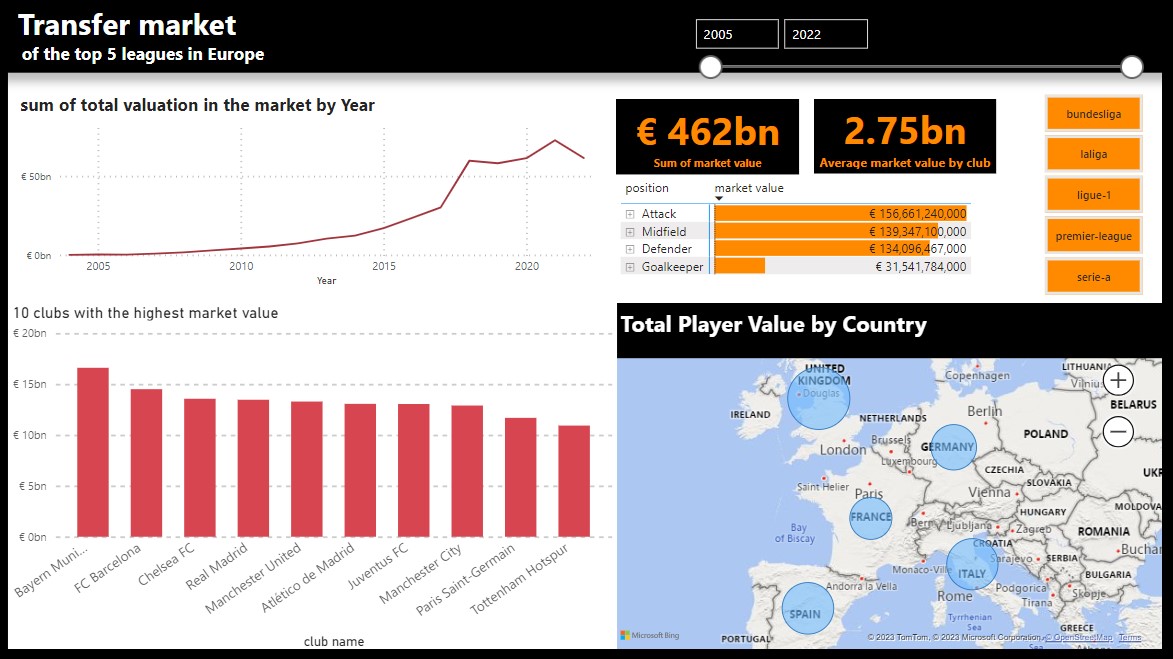 Transfer market
of the top 5 leagues in Europe
2005
2022
sum of total valuation in the market by Year
€ 50bn
€ 0bn
2005
2010
2015
2020
Year
€ 462bn
Sum of market value
2.75bn
Average market value by club
position market value
Attack € 156,661,240,000
Midfield € 139,347,100,000
Defender € 134,096,467,000
Goalkeeper € 31,541,784,000
bundesliga
laliga
ligue-1
premier-league
serie-a
10 clubs with the highest market value
€ 20bn
€ 15bn
€ 10bn
€ 5bn
€ 0bn
Bayern Muni...
FC Barcelona
Chelsea FC
Real Madrid
Manchester United
Atlético de Madrid
Juventus FC
Manchester City
Paris Saint-Germain
Tottenham Hotspur
club name
Total Player Value by Country
UNITED
KINGDOM
Douglas
Copenhagen
LITHUANIA
Vilnius
BELARUS
IRELAND
NETHERLANDS
Berlin
POLAND
London
Brussels
GERMANY
Luxembourg
CZECHIA
UKR
Saint Helier
Paris
SLOVAKIA
Vienna
HUNGARY
MOLDOVA
FRANCE
Bern
Ljubljana
Zagreb
ROMANIA
Bay
of Biscay
CROATIA
Sarajevo
SERBIA
Buchar
Monaco-Ville
ITALY
BULGARIA
Andorra la Vella
Podgorica
Skopje
Rome
Tirana
SPAIN
Tyrrhenian
Sea
GREECE
PORTUGAL
Microsoft Bing
© 2023 TomTom, © 2023 Microsoft Corporation, © OpenStreetMap Terms
Athens